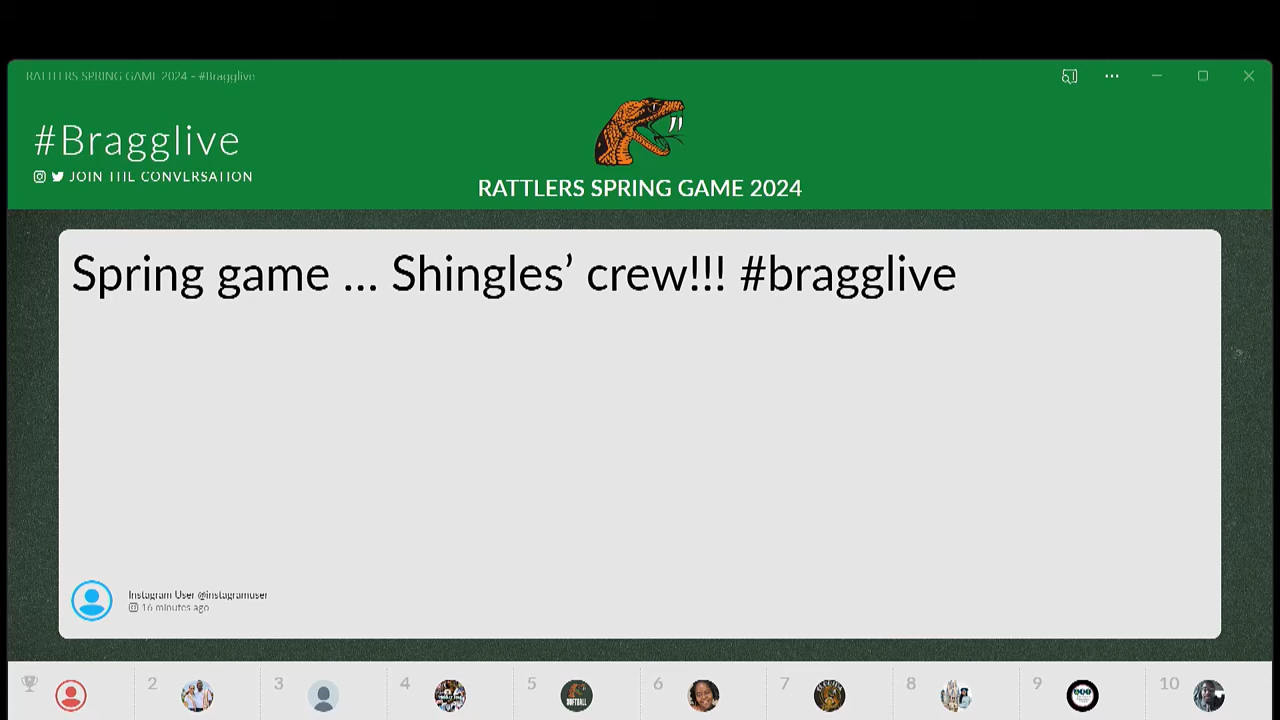 RATTLERS SPRING GAME 2024 - #Bragglive
#Bragglive
JOIN THE CONVERSATION
RATTLERS SPRING GAME 2024
Spring game ... Shingles’ crew!!! #bragglive
Instagram User @instagramuser
16 minutes ago
2 3 4 5 6 7 8 9 10
SOFTBALL